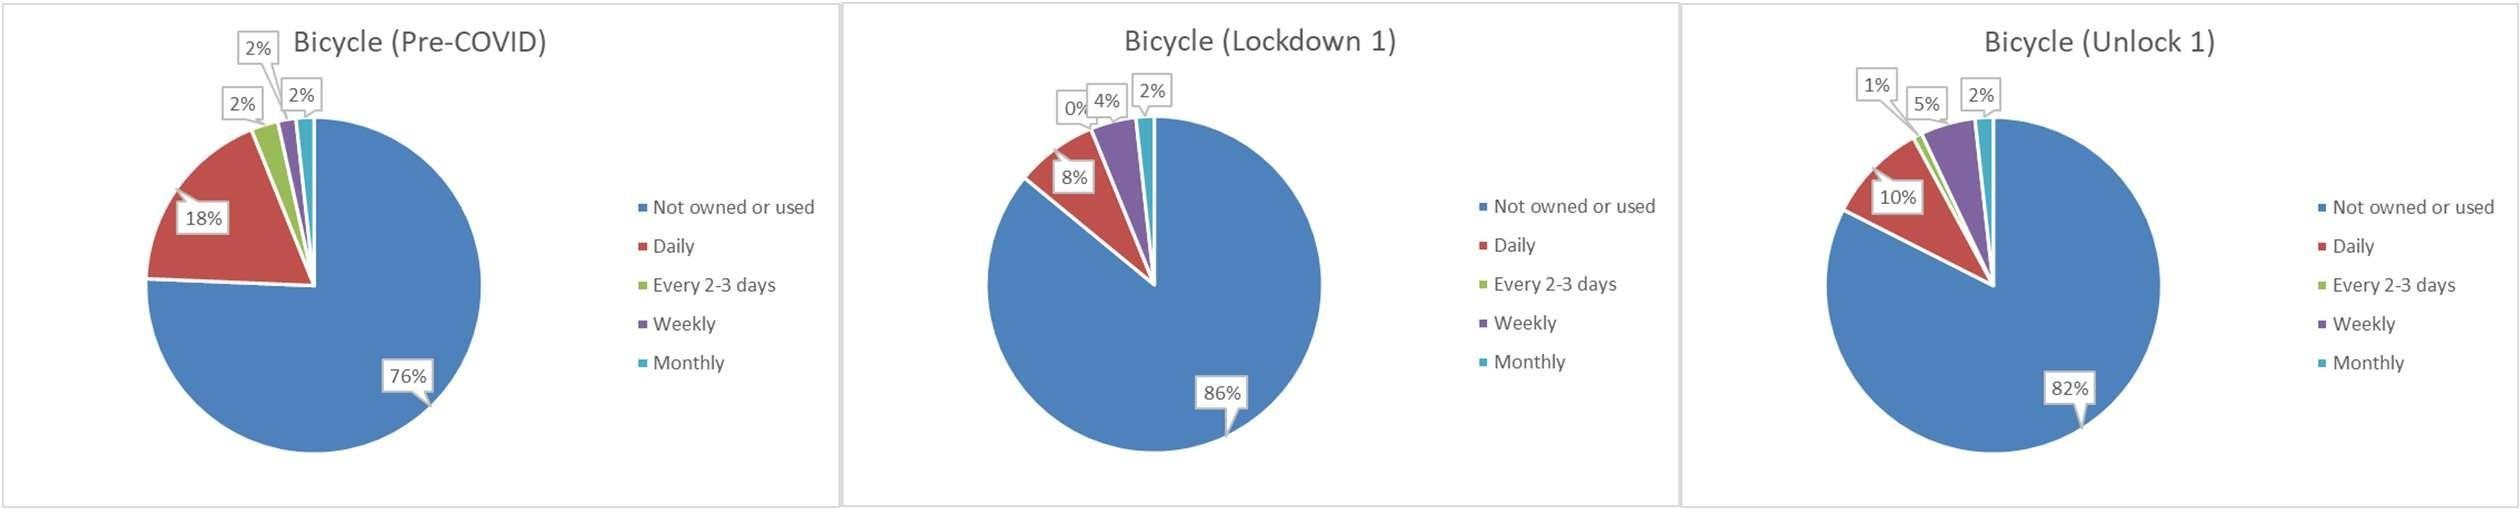 Bicycle (Pre-COVID)
2%
2%
2%
18%
76%
Not owned or used
Daily
Every 2-3 days
Weekly
Monthly
Bicycle (Lockdown 1)
0%
4%
2%
8%
86%
Not owned or used
Daily
Every 2-3 days
Weekly
Monthly
Bicycle (Unlock 1)
1%
5%
2%
10%
82%
Not owned or used
Daily
Every 2-3 days
Weekly
Monthly